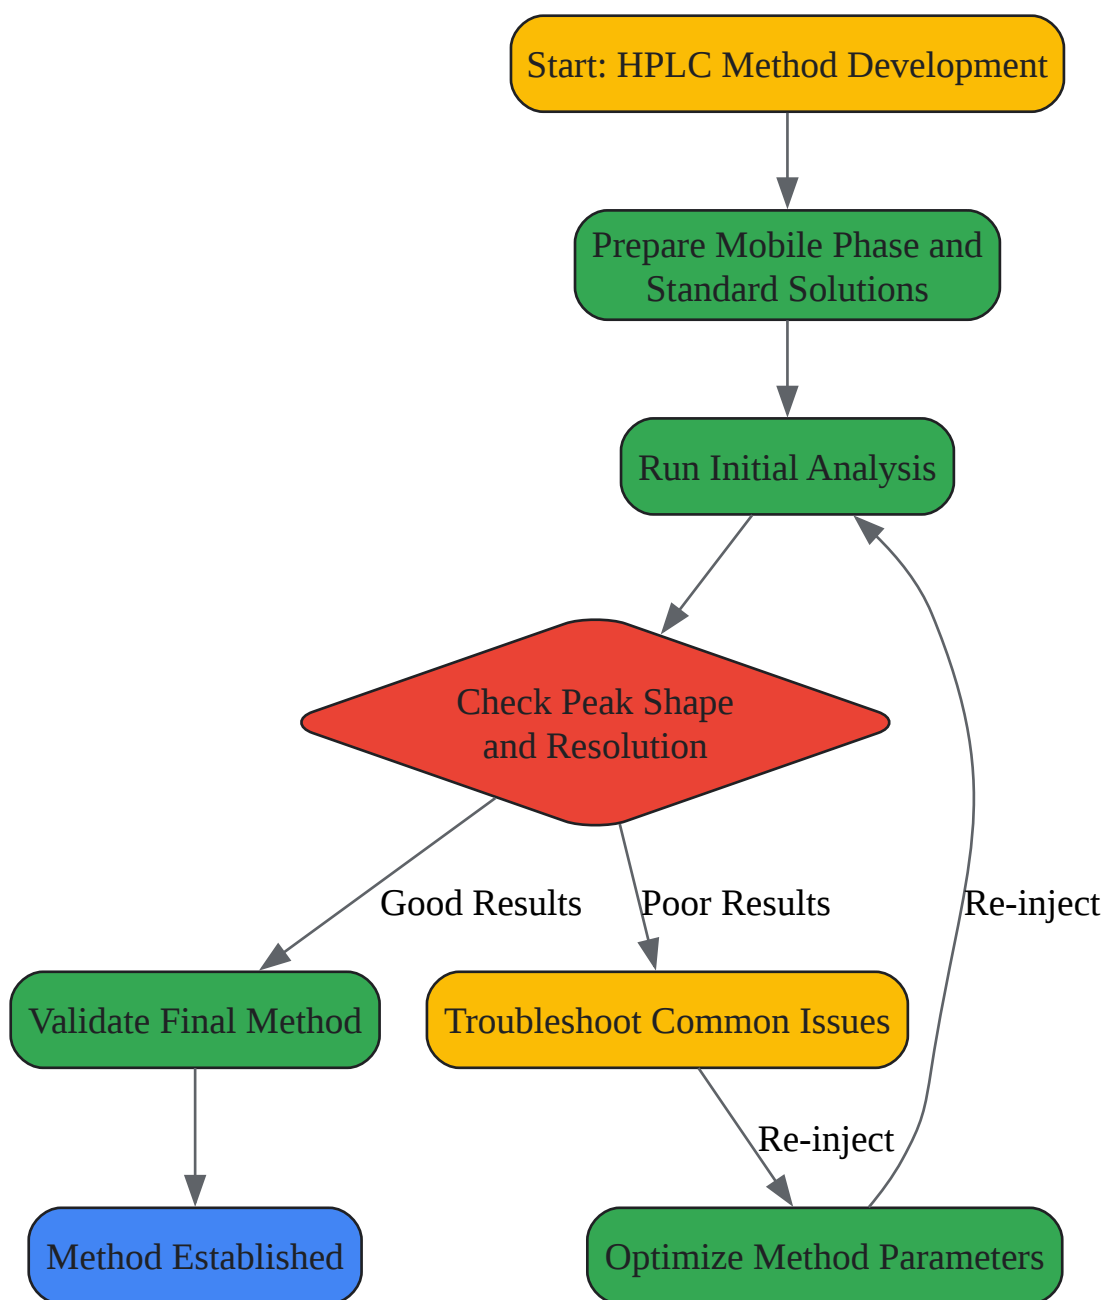 Start: HPLC Method Development
Prepare Mobile Phase and
Standard Solutions
Run Initial Analysis
Check Peak Shape
and Resolution
Good Results
Poor Results
Re-inject
Validate Final Method
Troubleshoot Common Issues
Re-inject
Method Established
Optimize Method Parameters